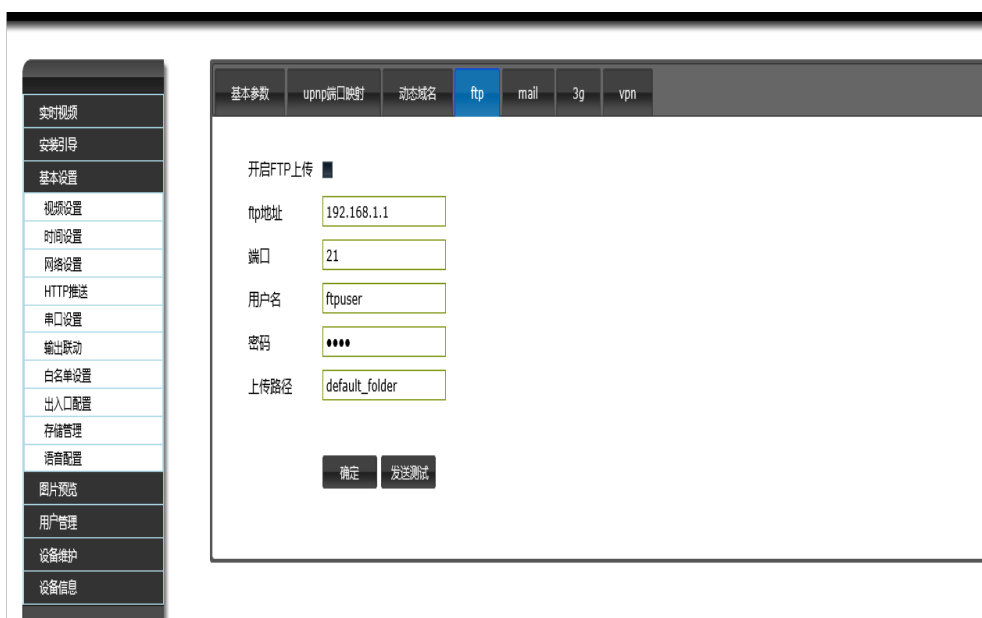 实时视频
安装引导
基本设置
视频设置
时间设置
网络设置
HTTP推送
串口设置
输出联动
白名单设置
出入口配置
存储管理
语音配置
图片预览
用户管理
设备维护
设备信息
基本参数 upnp端口映射 动态域名 ftp mail 3g vpn
开启FTP上传
ftp地址 192.168.1.1
端口 21
用户名 ftpuser
密码 ●●●●
上传路径 default_folder
确定 发送测试